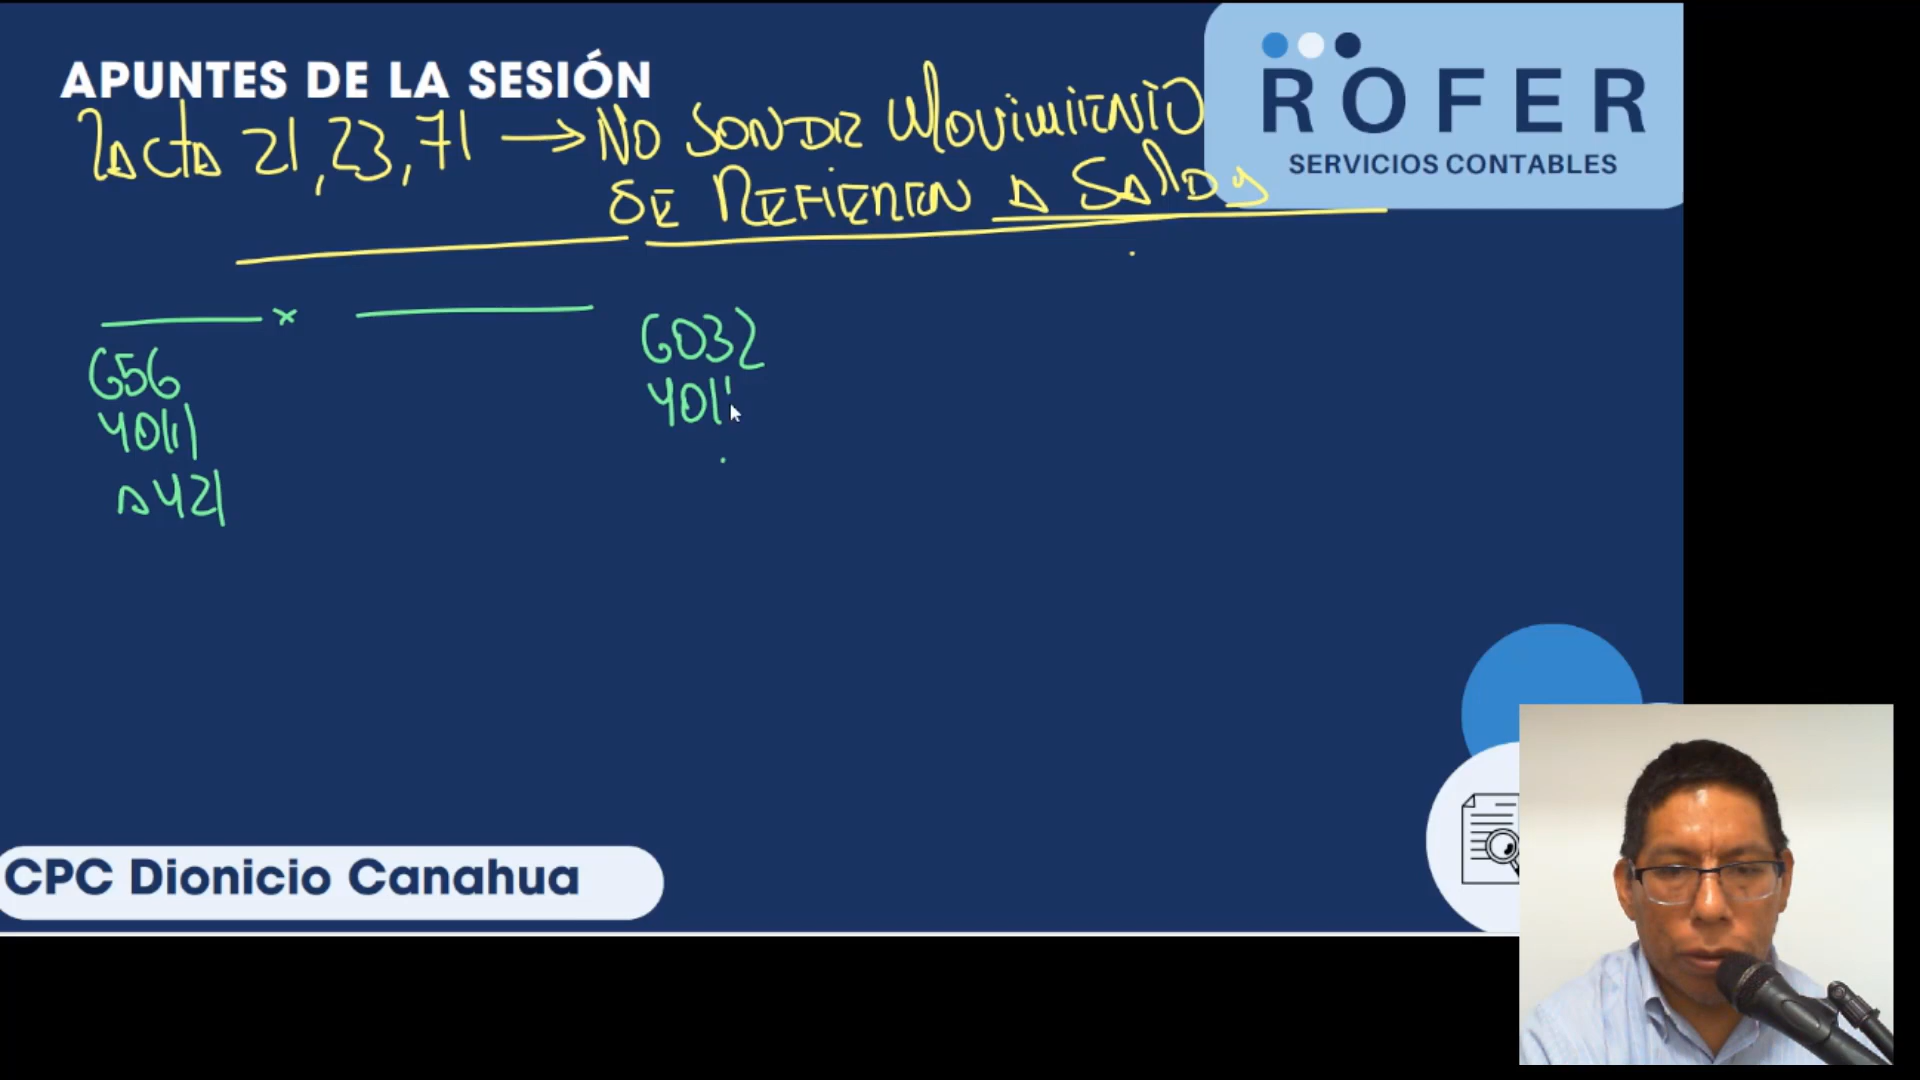 APUNTES DE LA SESIÓN
ROFER
SERVICIOS CONTABLES
La cta 21, 23, 71 → NO SON DE MOVIMIENTO
SE REFIEREN A SALDOS
x
656
40111
A 421
6032
4011
CPC Dionicio Canahua